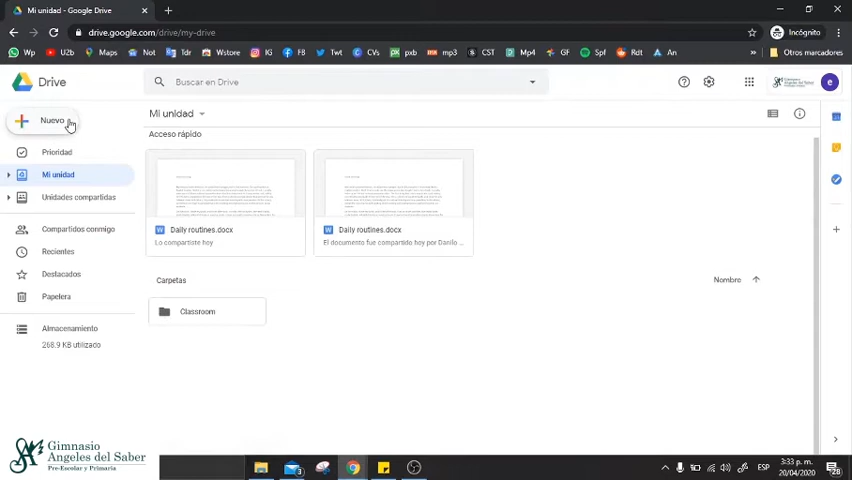 Mi unidad - Google Drive
drive.google.com/drive/my-drive
Incógnito
Wp
U2b
Maps
Not
Tdr
Wstore
IG
FB
Twt
CVs
pxb
mp3
CST
Mp4
GF
Spf
Rdt
An
Otros marcadores
Drive
Buscar en Drive
e
Nuevo
Mi unidad
Acceso rápido
Prioridad
Mi unidad
Unidades compartidas
Compartidos conmigo
Recientes
Destacados
Papelera
Almacenamiento
268.9 KB utilizado
Daily routines.docx
Lo compartiste hoy
Daily routines.docx
El documento fue compartido hoy por Danilo ...
Carpetas
Nombre
Classroom
Gimnasio
Angeles del Saber
Pre-Escolar y Primaria
3
ESP
3:33 p. m.
20/04/2020
28